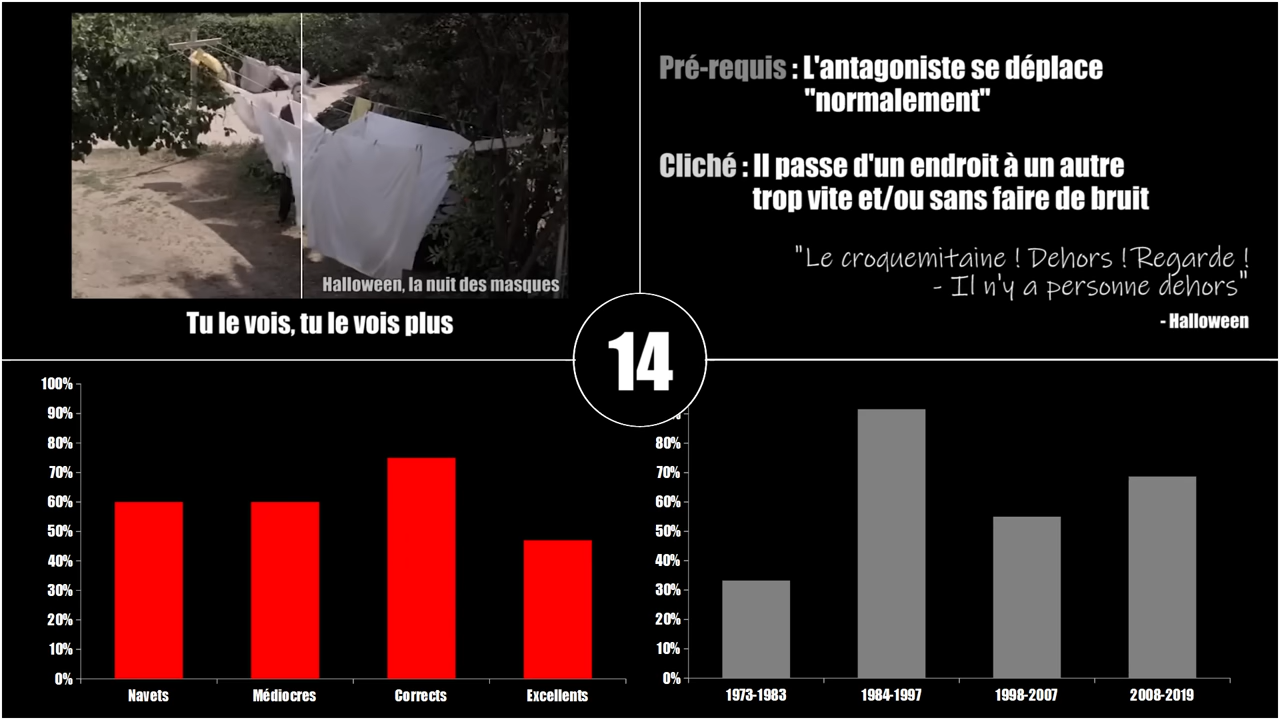 Halloween, la nuit des masques
Tu le vois, tu le vois plus
Pré-requis : L'antagoniste se déplace
"normalement"
Cliché : Il passe d'un endroit à un autre
trop vite et/ou sans faire de bruit
"Le croquemitaine ! Dehors ! Regarde !
- Il n'y a personne dehors"
- Halloween
14
100%
90%
80%
70%
60%
50%
40%
30%
20%
10%
0%
Navets Médiocres Corrects Excellents
%
80%
70%
60%
50%
40%
30%
20%
10%
0%
1973-1983 1984-1997 1998-2007 2008-2019